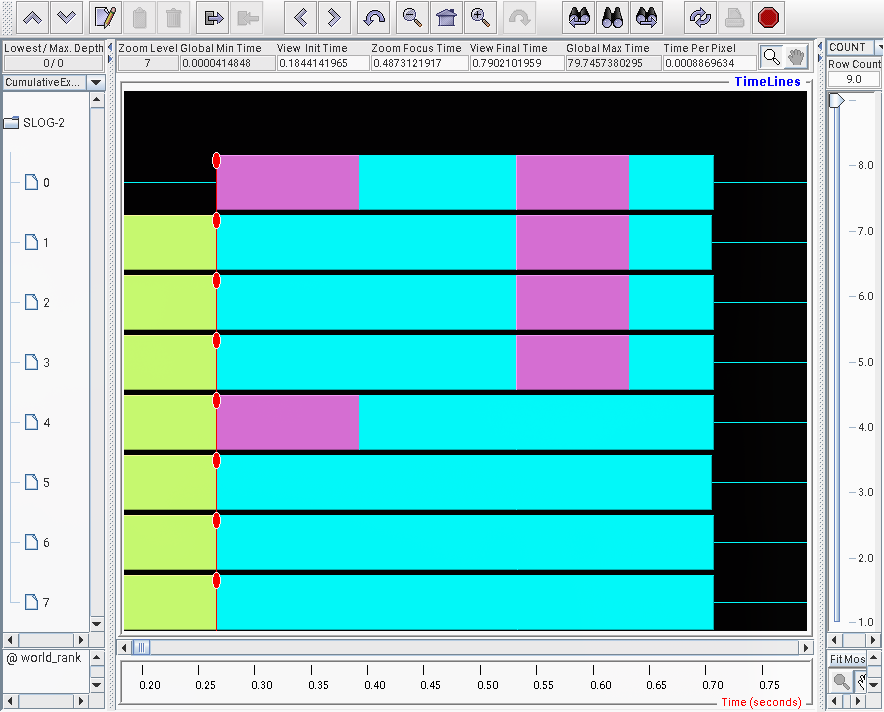 Lowest / Max. Depth
0 / 0
CumulativeEx...
Zoom Level
7
Global Min Time
0.0000414848
View Init Time
0.1844141965
Zoom Focus Time
0.4873121917
View Final Time
0.7902101959
Global Max Time
79.7457380295
Time Per Pixel
0.0008869634
COUNT
Row Count
9.0
TimeLines
SLOG-2
0
1
2
3
4
5
6
7
8.0
7.0
6.0
5.0
4.0
3.0
2.0
1.0
@ world_rank
Fit Mos
0.20 0.25 0.30 0.35 0.40 0.45 0.50 0.55 0.60 0.65 0.70 0.75
Time (seconds)